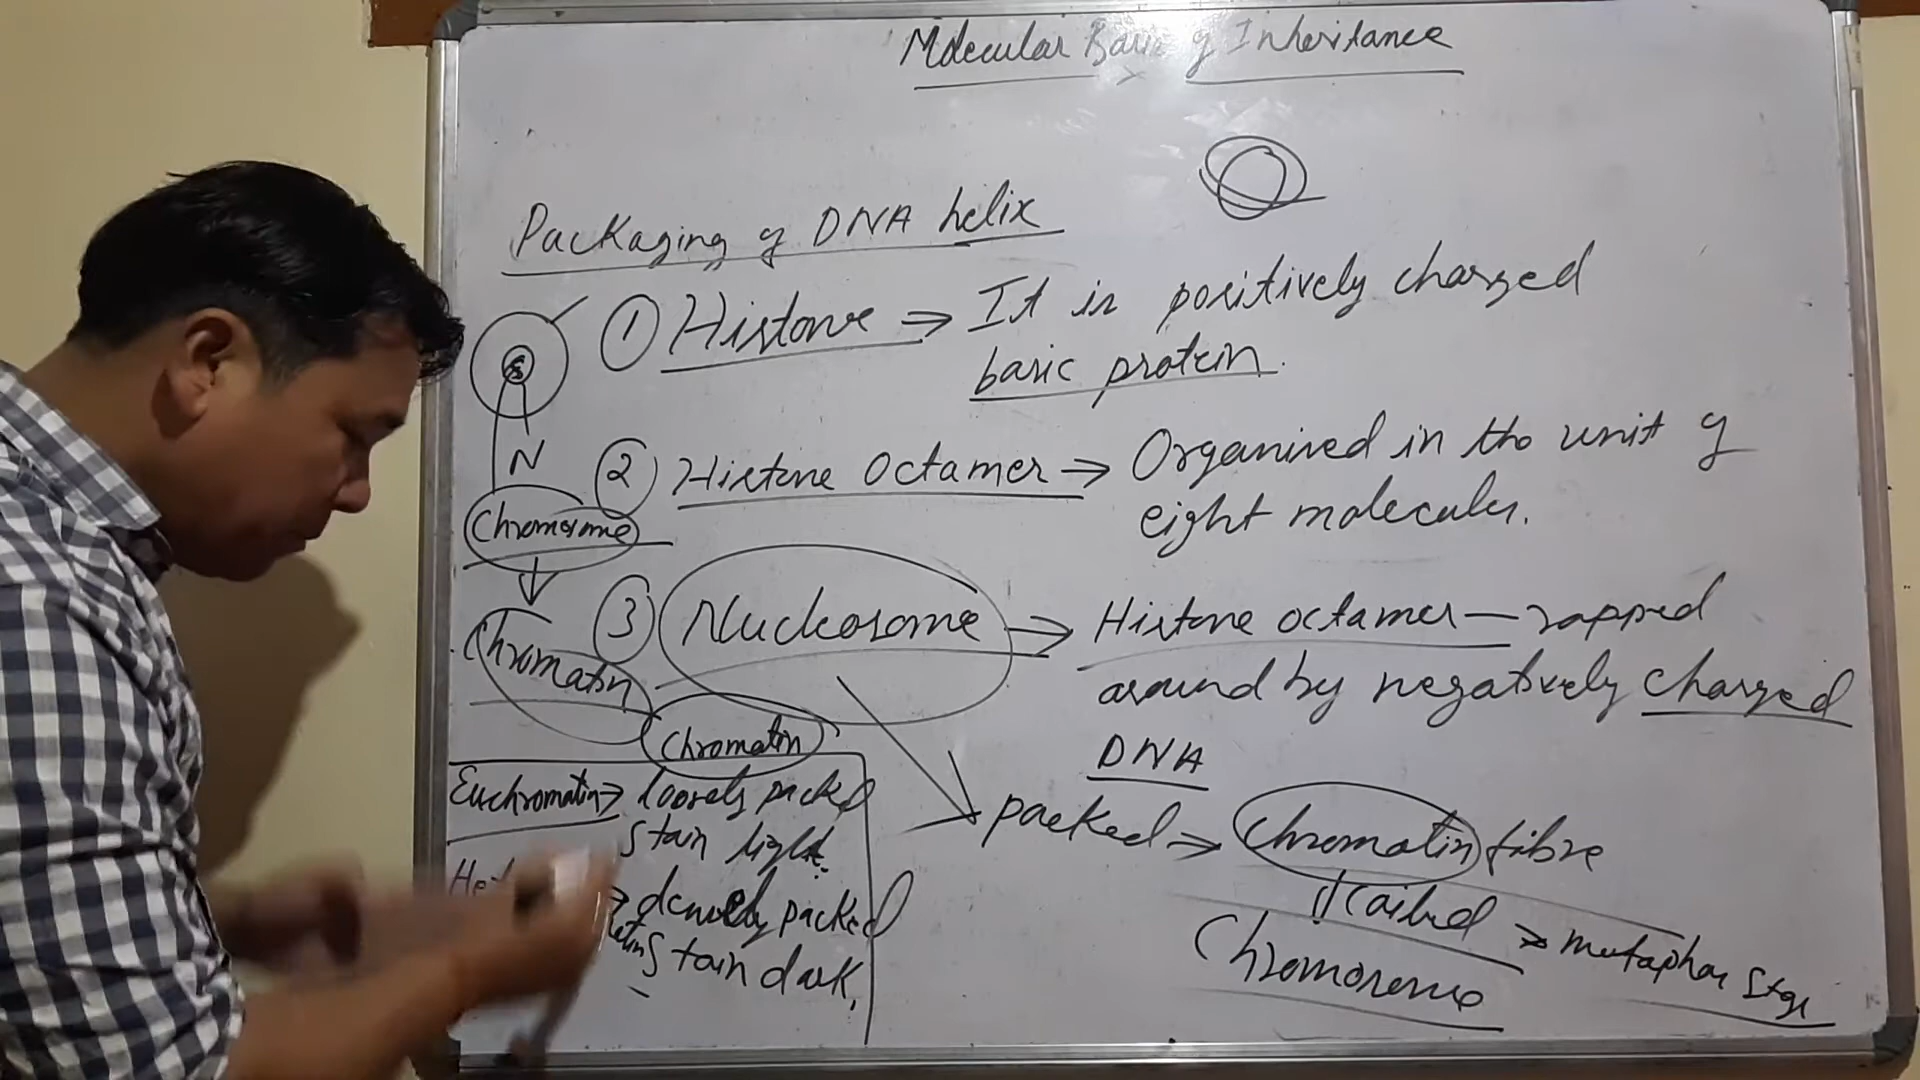 Molecular Basis of Inheritance
Packaging of DNA helix
① Histone → It is positively charged
basic protein.
N
② Histone Octamer → Organised in the unit of
eight molecules.
Chromosome
③ Nucleosome → Histone octamer — rapped
around by negatively charged
DNA
Chromatin
Chromatin
Euchromatin → loosely packed
stain light
→ densely packed
stain dark,
packed → Chromatin fibre
Chromosome → metaphase stage